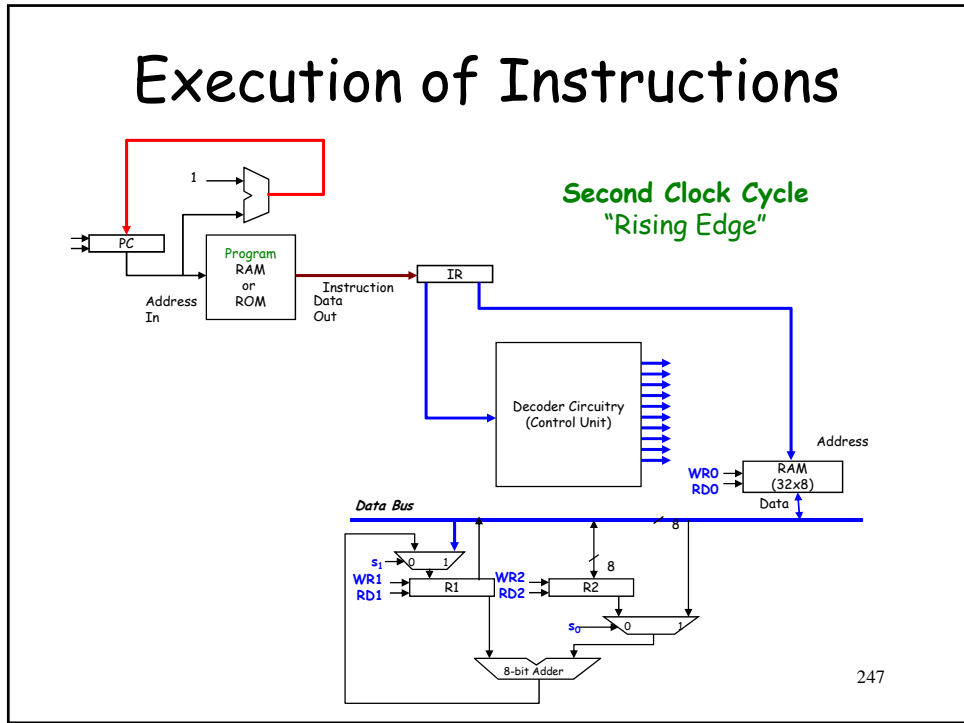 Execution of Instructions
Second Clock Cycle
“Rising Edge”
1
PC
Program
RAM
or
ROM
Address
In
Instruction
Data
Out
IR
Decoder Circuitry
(Control Unit)
Address
WR0
RD0
RAM
(32x8)
Data
Data Bus
8
s1
0 1
8
WR1
RD1
R1
WR2
RD2
R2
s0
0 1
8-bit Adder
247